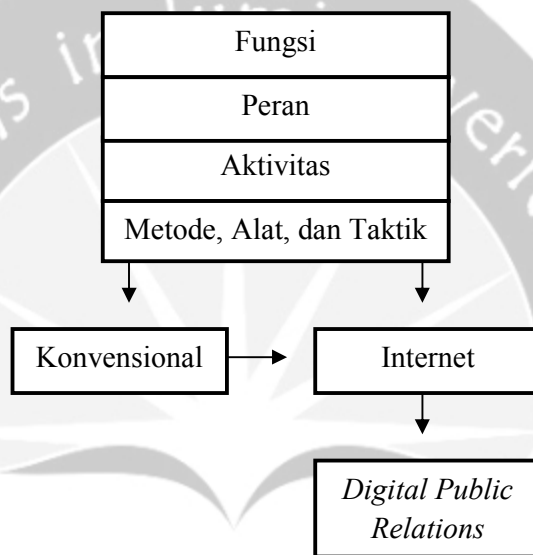 Fungsi
Peran
Aktivitas
Metode, Alat, dan Taktik
Konvensional
Internet
Digital Public
Relations